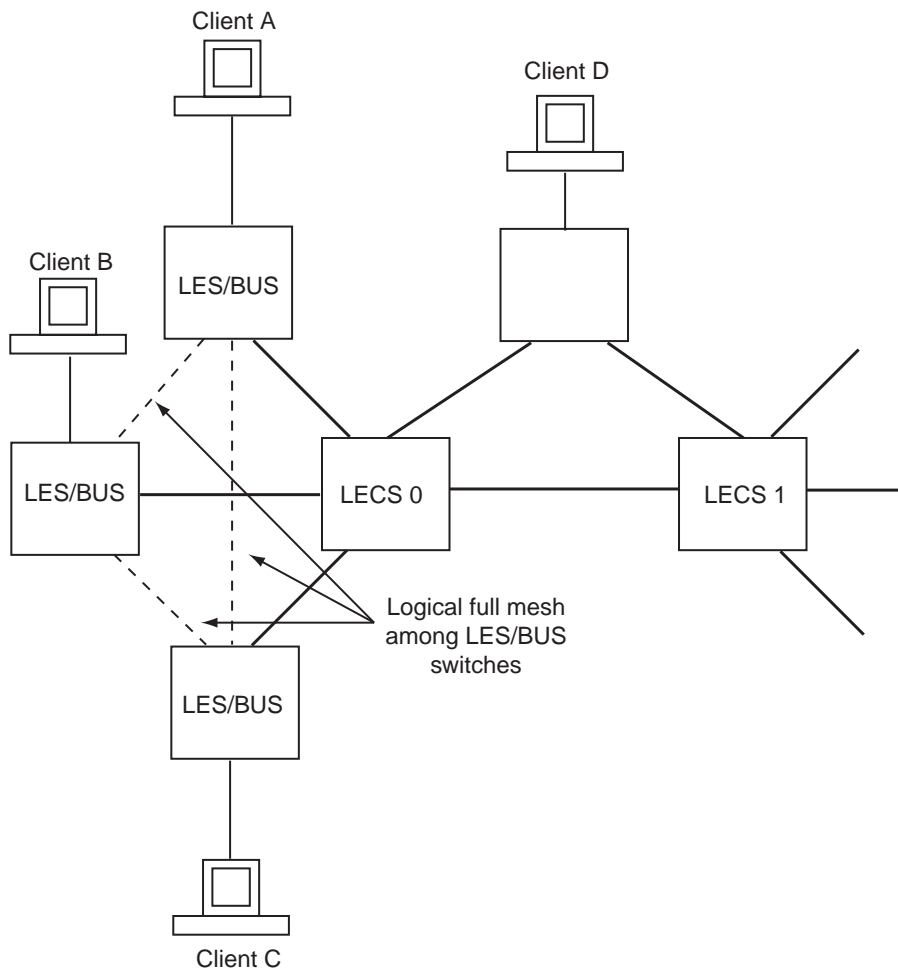 Client A
Client D
Client B
LES/BUS
LES/BUS
LECS 0
LECS 1
Logical full mesh
among LES/BUS
switches
LES/BUS
Client C